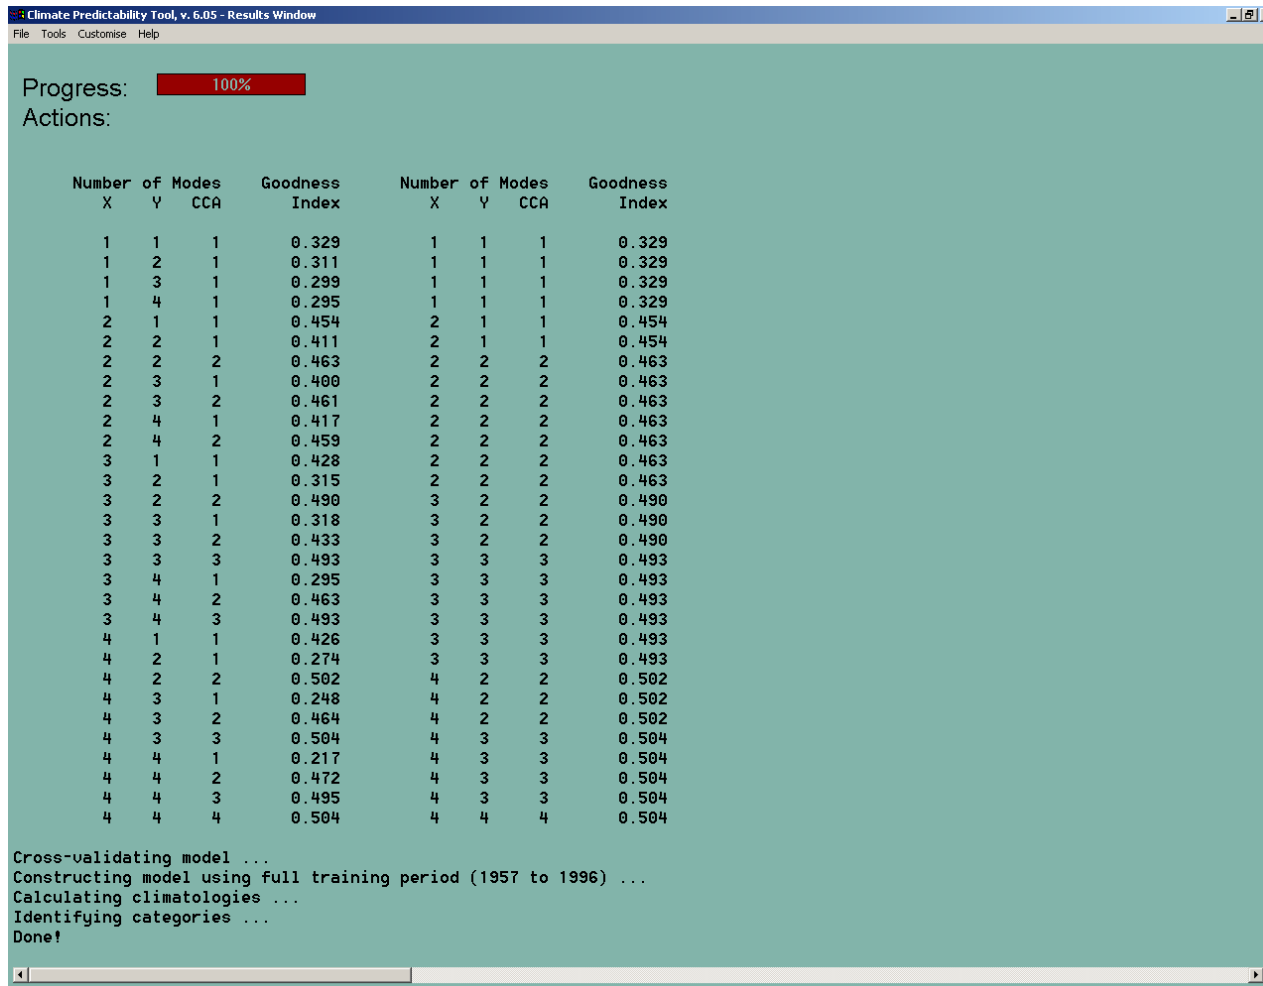 Climate Predictability Tool, v. 6.05 - Results Window
File Tools Customise Help
Progress: 100%
Actions:
Number of Modes Goodness Number of Modes Goodness
X Y CCA Index X Y CCA Index
1 1 1 0.329 1 1 1 0.329
1 2 1 0.311 1 1 1 0.329
1 3 1 0.299 1 1 1 0.329
1 4 1 0.295 1 1 1 0.329
2 1 1 0.454 2 1 1 0.454
2 2 1 0.411 2 1 1 0.454
2 2 2 0.463 2 2 2 0.463
2 3 1 0.400 2 2 2 0.463
2 3 2 0.461 2 2 2 0.463
2 4 1 0.417 2 2 2 0.463
2 4 2 0.459 2 2 2 0.463
3 1 1 0.428 2 2 2 0.463
3 2 1 0.315 2 2 2 0.463
3 2 2 0.490 3 2 2 0.490
3 3 1 0.318 3 2 2 0.490
3 3 2 0.433 3 2 2 0.490
3 3 3 0.493 3 3 3 0.493
3 4 1 0.295 3 3 3 0.493
3 4 2 0.463 3 3 3 0.493
3 4 3 0.493 3 3 3 0.493
4 1 1 0.426 3 3 3 0.493
4 2 1 0.274 3 3 3 0.493
4 2 2 0.502 4 2 2 0.502
4 3 1 0.248 4 2 2 0.502
4 3 2 0.464 4 2 2 0.502
4 3 3 0.504 4 3 3 0.504
4 4 1 0.217 4 3 3 0.504
4 4 2 0.472 4 3 3 0.504
4 4 3 0.495 4 3 3 0.504
4 4 4 0.504 4 4 4 0.504
Cross-validating model ...
Constructing model using full training period (1957 to 1996) ...
Calculating climatologies ...
Identifying categories ...
Done!